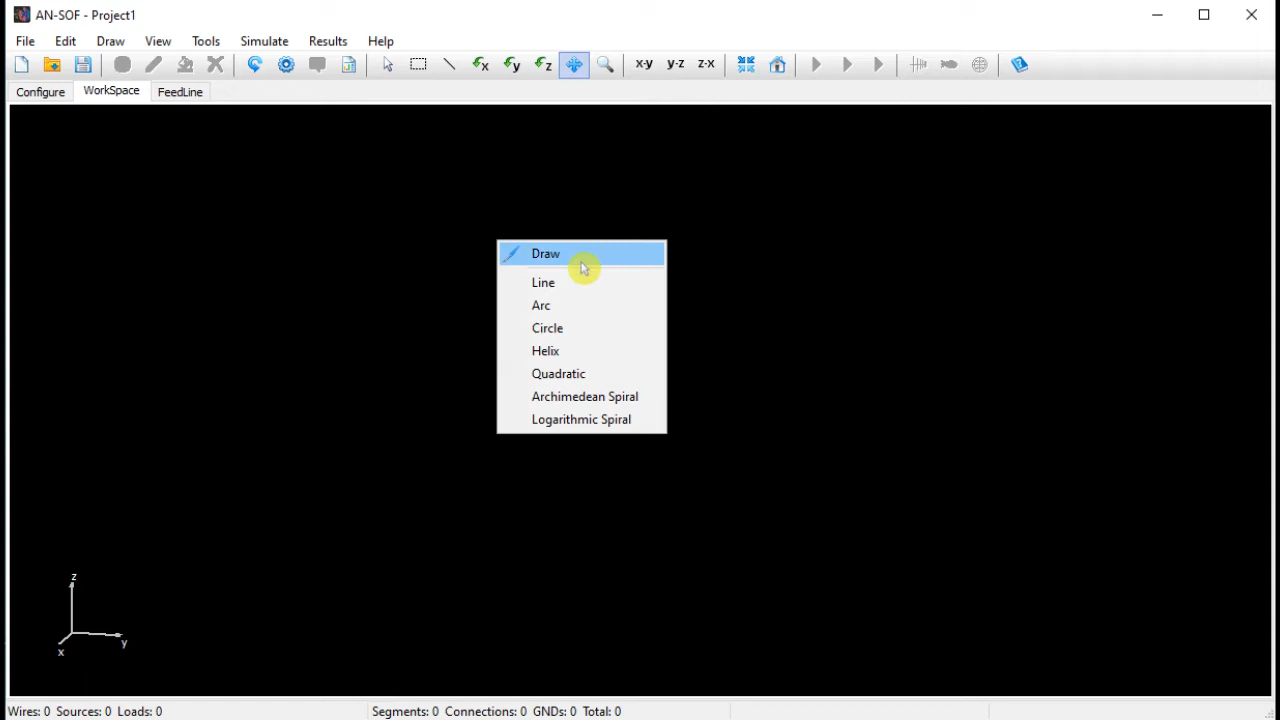 AN-SOF - Project1
File Edit Draw View Tools Simulate Results Help
x y z x-y y-z z-x
Configure WorkSpace FeedLine
Draw
Line
Arc
Circle
Helix
Quadratic
Archimedean Spiral
Logarithmic Spiral
z
y
x
Wires: 0 Sources: 0 Loads: 0 Segments: 0 Connections: 0 GNDs: 0 Total: 0